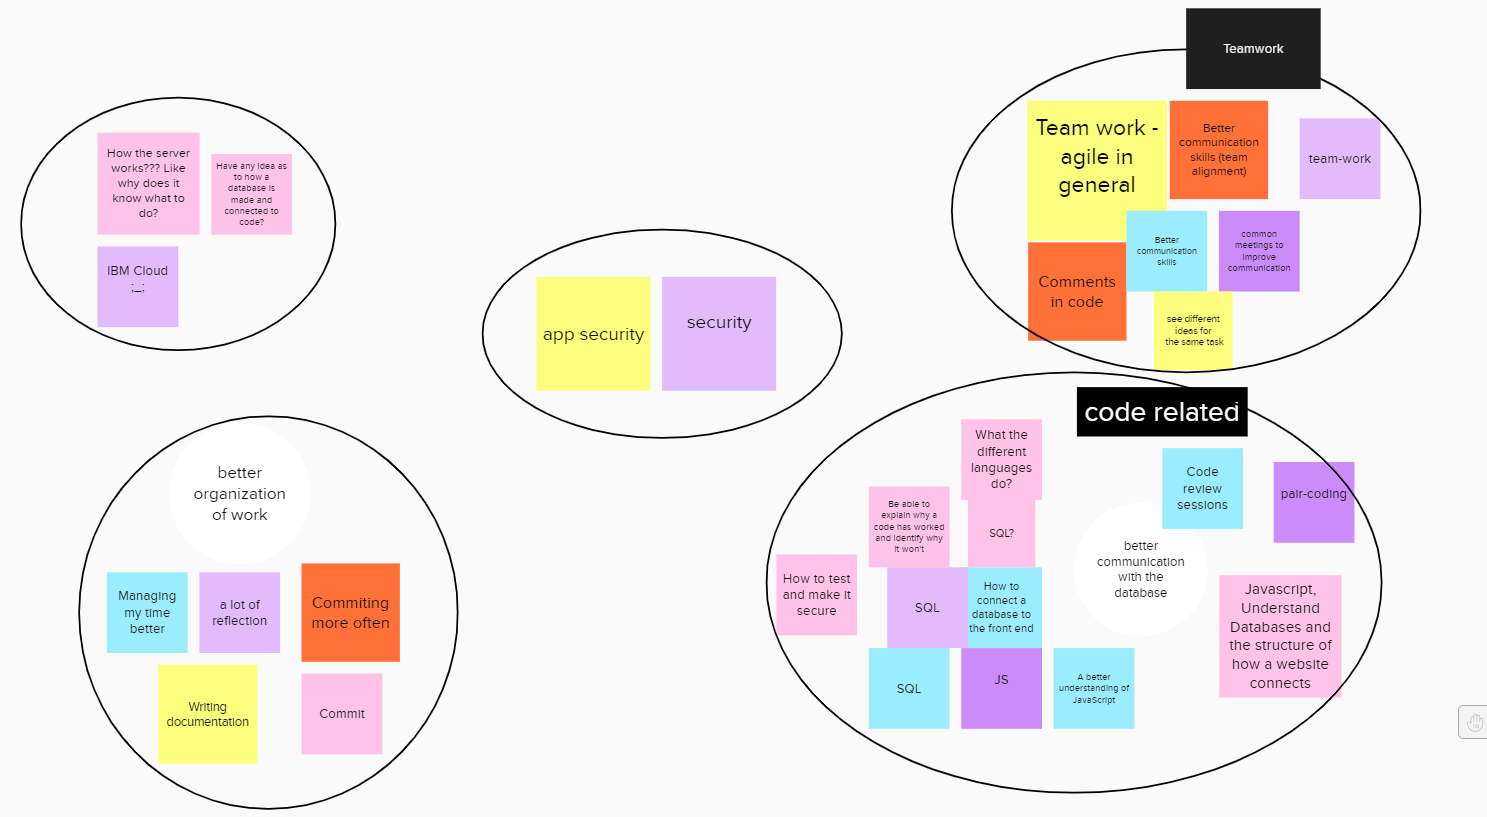 Teamwork
How the server
works??? Like
why does it
know what to
do?
Have any idea as
to how a
database is
made and
connected to
code?
IBM Cloud
;_;
app security
security
Team work -
agile in
general
Better
communication
skills (team
alignment)
team-work
Better
communication
skills
common
meetings to
improve
communication
Comments
in code
see different
ideas for
the same task
better
organization
of work
Managing
my time
better
a lot of
reflection
Commiting
more often
Writing
documentation
Commit
code related`
What the
different
languages
do?
Code
review
sessions
pair-coding
Be able to
explain why a
code has worked
and identify why
it won't
SQL?
better
communication
with the
database
How to test
and make it
secure
SQL
How to
connect a
database to
the front end
Javascript,
Understand
Databases and
the structure of
how a website
connects
SQL
JS
A better
understanding of
JavaScript